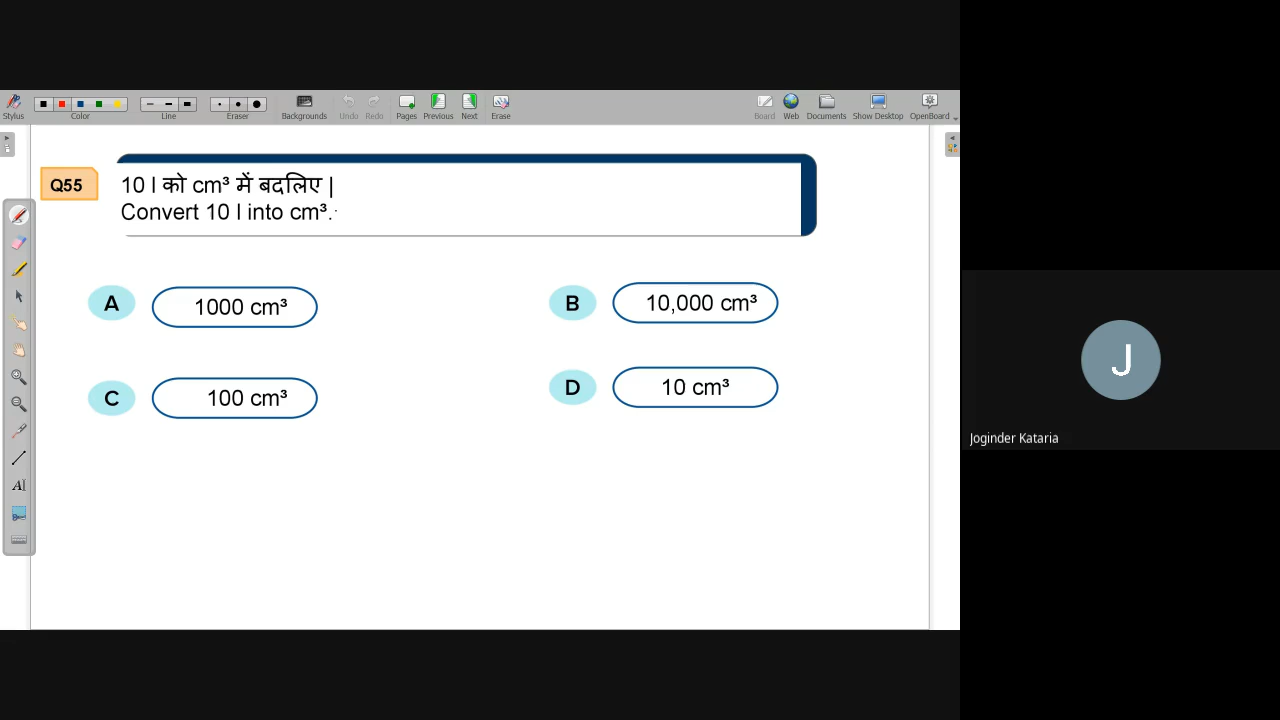 Stylus
Color
Line
Eraser
Backgrounds
Undo
Redo
Pages
Previous
Next
Erase
Board
Web
Documents
Show Desktop
OpenBoard
Q55
10 l को cm³ में बदलिए |
Convert 10 l into cm³.
A
1000 cm³
B
10,000 cm³
C
100 cm³
D
10 cm³
J
Joginder Kataria